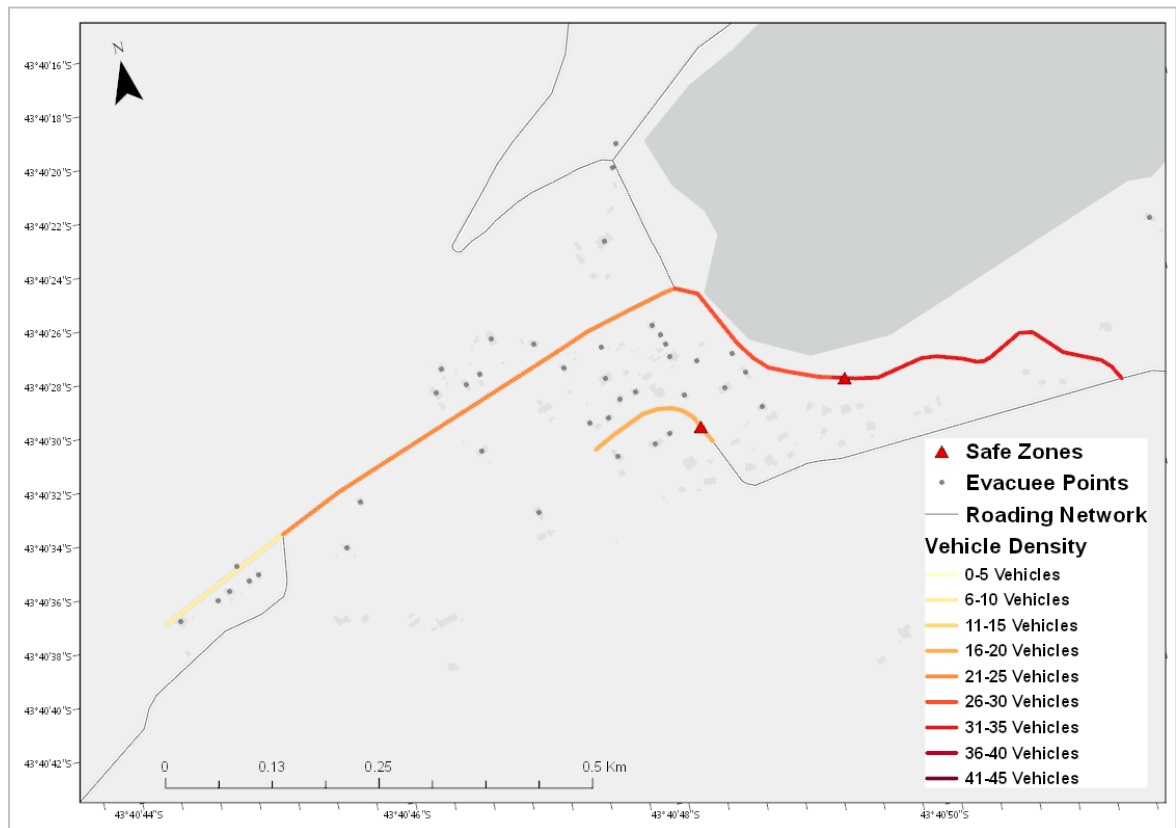 N
43°40'16"S
43°40'18"S
43°40'20"S
43°40'22"S
43°40'24"S
43°40'26"S
43°40'28"S
43°40'30"S
43°40'32"S
43°40'34"S
43°40'36"S
43°40'38"S
43°40'40"S
43°40'42"S
Safe Zones
Evacuee Points
Roading Network
Vehicle Density
0-5 Vehicles
6-10 Vehicles
11-15 Vehicles
16-20 Vehicles
21-25 Vehicles
26-30 Vehicles
31-35 Vehicles
36-40 Vehicles
41-45 Vehicles
0 0.13 0.25 0.5 Km
43°40'44"S 43°40'46"S 43°40'48"S 43°40'50"S